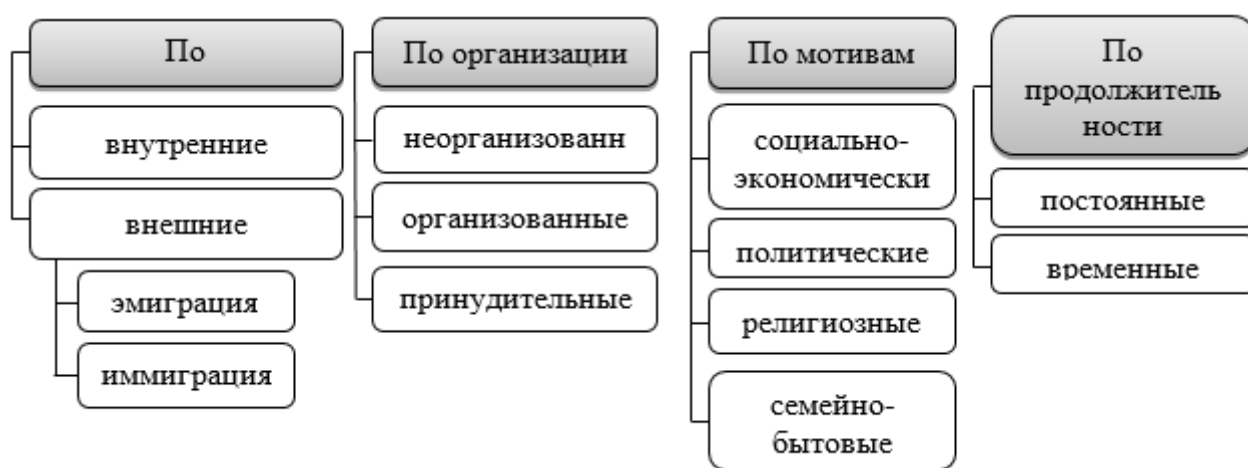 По
внутренние
внешние
эмиграция
иммиграция
По организации
неорганизованн
организованные
принудительные
По мотивам
социально-
экономически
политические
религиозные
семейно-
бытовые
По
продолжитель
ности
постоянные
временные